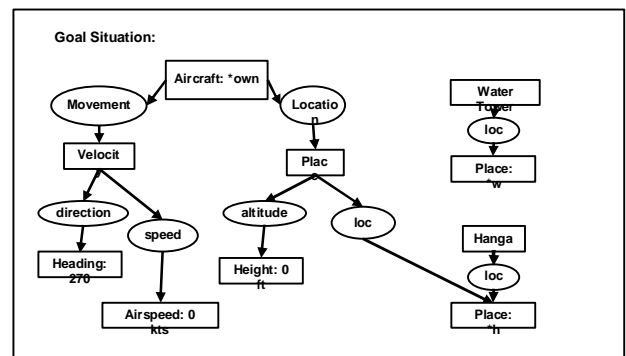 Goal Situation:
Aircraft: *own
Movement
Locatio
n
Velocit
direction
speed
Heading:
270
Airspeed: 0
kts
Plac
altitude
loc
Height: 0
ft
Water
Tower
loc
Place:
*w
Hanga
loc
Place:
*h